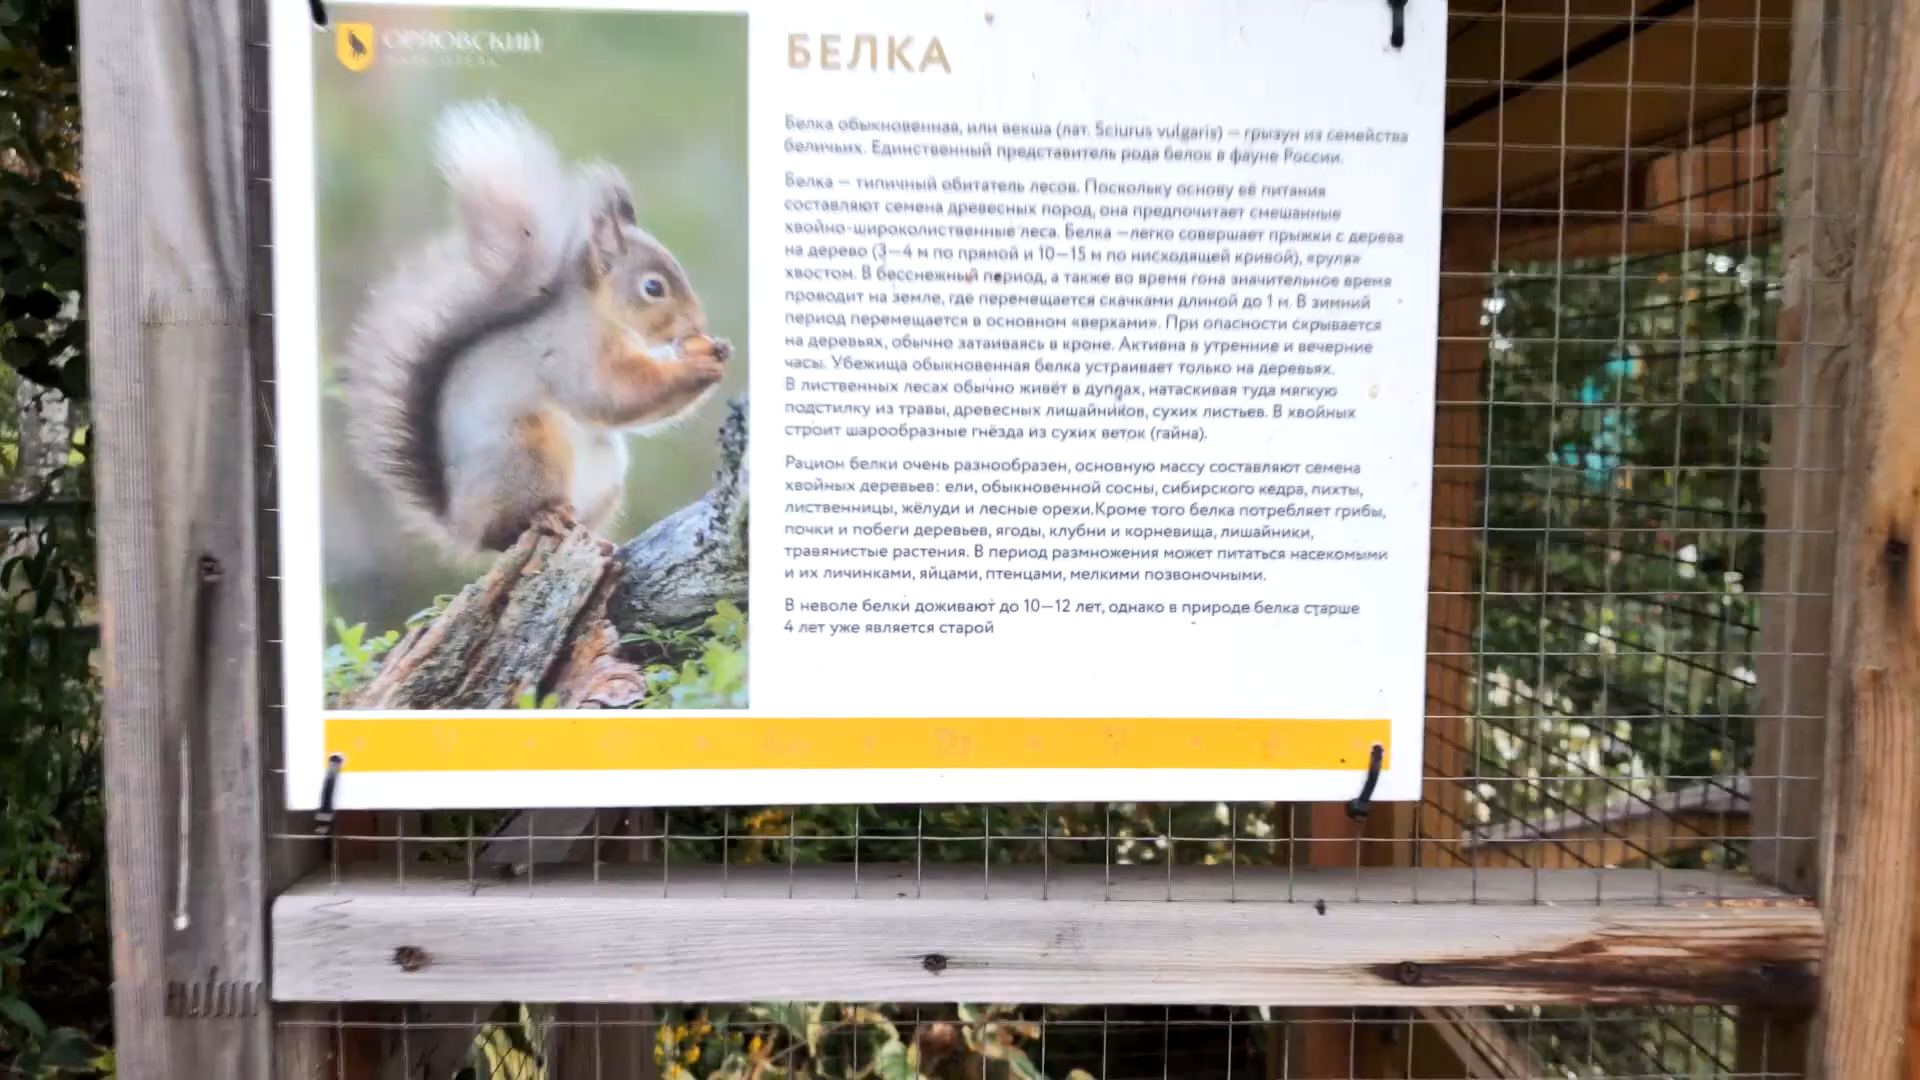 ОРЛОВСКИЙ
ПАРК-ОТЕЛЬ
БЕЛКА
Белка обыкновенная, или векша (лат. Sciurus vulgaris) — грызун из семейства
беличьих. Единственный представитель рода белок в фауне России.
Белка — типичный обитатель лесов. Поскольку основу её питания
составляют семена древесных пород, она предпочитает смешанные
хвойно-широколиственные леса. Белка —легко совершает прыжки с дерева
на дерево (3—4 м по прямой и 10—15 м по нисходящей кривой), «руля»
хвостом. В бесснежный период, а также во время гона значительное время
проводит на земле, где перемещается скачками длиной до 1 м. В зимний
период перемещается в основном «верхами». При опасности скрывается
на деревьях, обычно затаиваясь в кроне. Активна в утренние и вечерние
часы. Убежища обыкновенная белка устраивает только на деревьях.
В лиственных лесах обычно живёт в дуплах, натаскивая туда мягкую
подстилку из травы, древесных лишайников, сухих листьев. В хвойных
строит шарообразные гнёзда из сухих веток (гайна).
Рацион белки очень разнообразен, основную массу составляют семена
хвойных деревьев: ели, обыкновенной сосны, сибирского кедра, пихты,
лиственницы, жёлуди и лесные орехи.Кроме того белка потребляет грибы,
почки и побеги деревьев, ягоды, клубни и корневища, лишайники,
травянистые растения. В период размножения может питаться насекомыми
и их личинками, яйцами, птенцами, мелкими позвоночными.
В неволе белки доживают до 10—12 лет, однако в природе белка старше
4 лет уже является старой